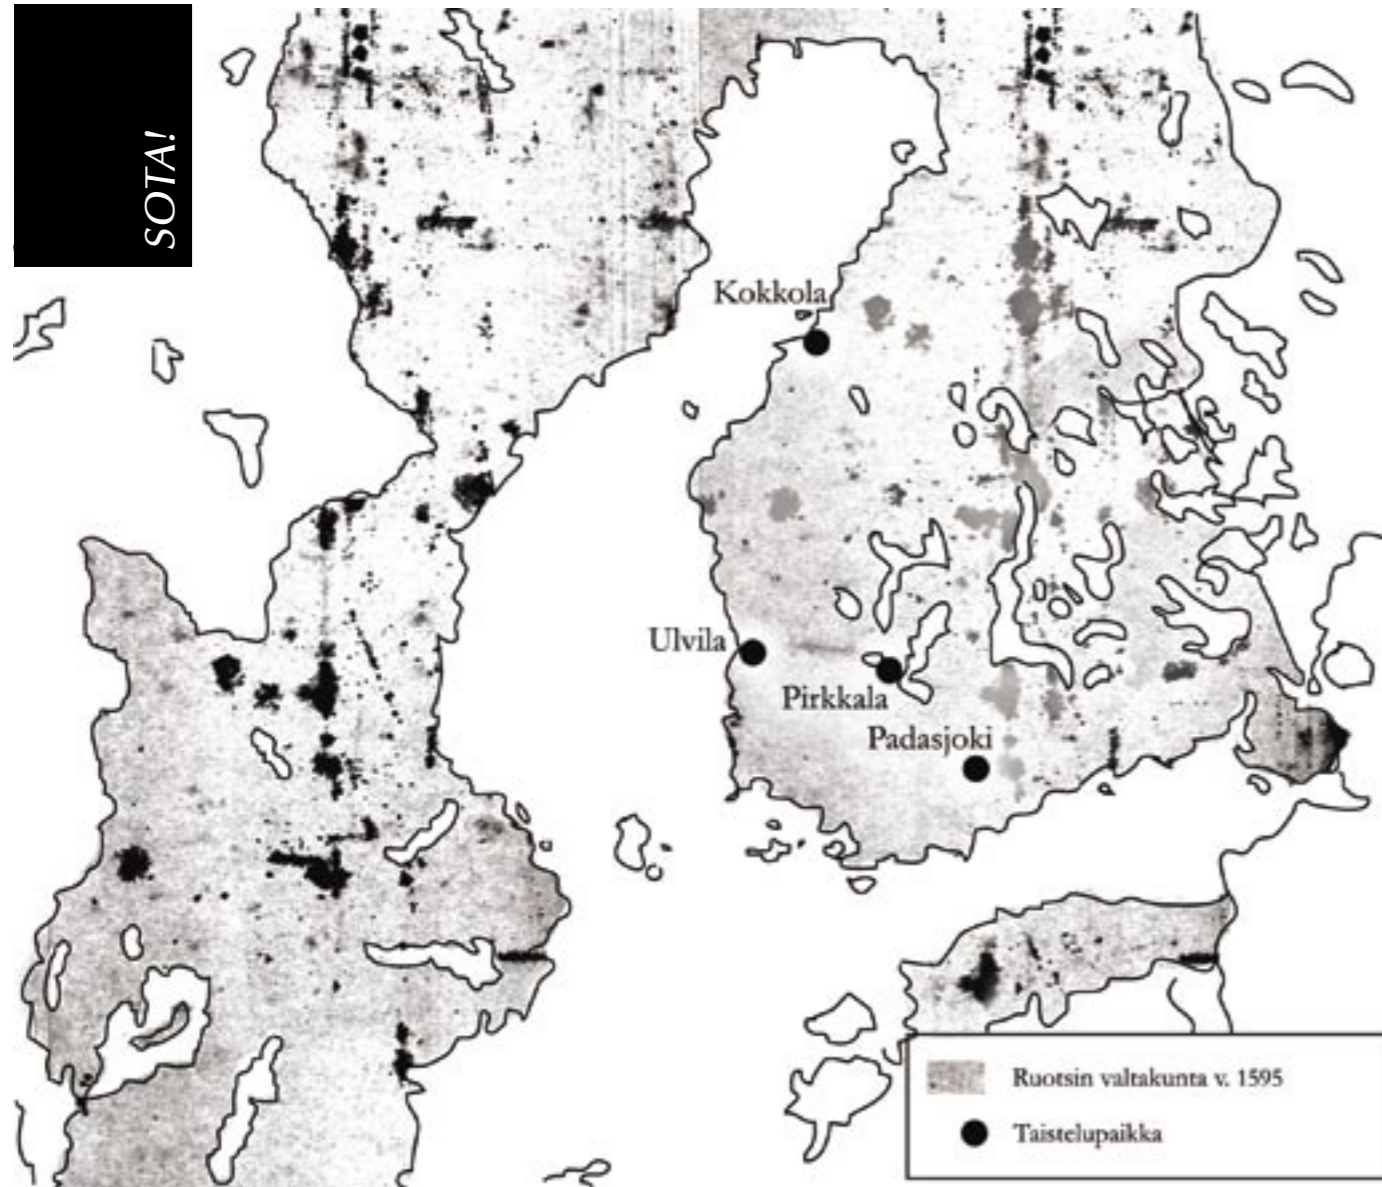 SOTA!
Kokkola
Ulvila
Pirkkala
Padasjoki
Ruotsin valtakunta v. 1595
Taistelupaikka